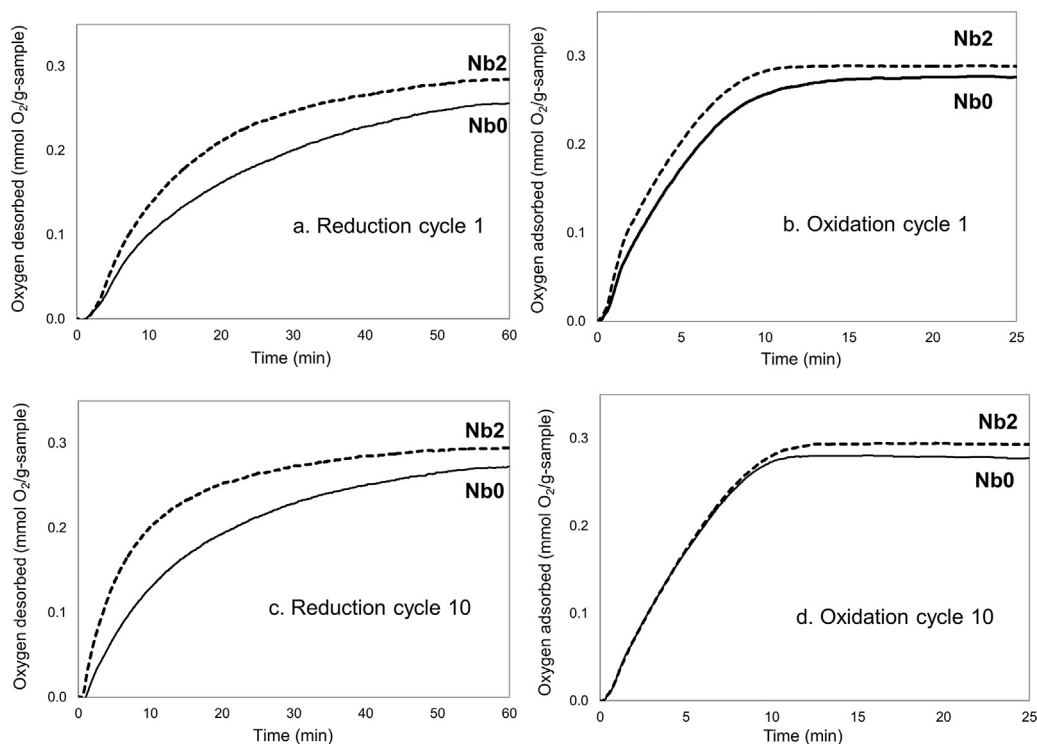 Oxygen desorbed (mmol O₂/g-sample)
0.3
0.2
0.1
0.0
Nb2
Nb0
a. Reduction cycle 1
0 10 20 30 40 50 60
Time (min)
Oxygen adsorbed (mmol O₂/g-sample)
0.3
0.2
0.1
0.0
Nb2
Nb0
b. Oxidation cycle 1
0 5 10 15 20 25
Time (min)
Oxygen desorbed (mmol O₂/g-sample)
0.3
0.2
0.1
0.0
Nb2
Nb0
c. Reduction cycle 10
0 10 20 30 40 50 60
Time (min)
Oxygen adsorbed (mmol O₂/g-sample)
0.3
0.2
0.1
0.0
Nb2
Nb0
d. Oxidation cycle 10
0 5 10 15 20 25
Time (min)